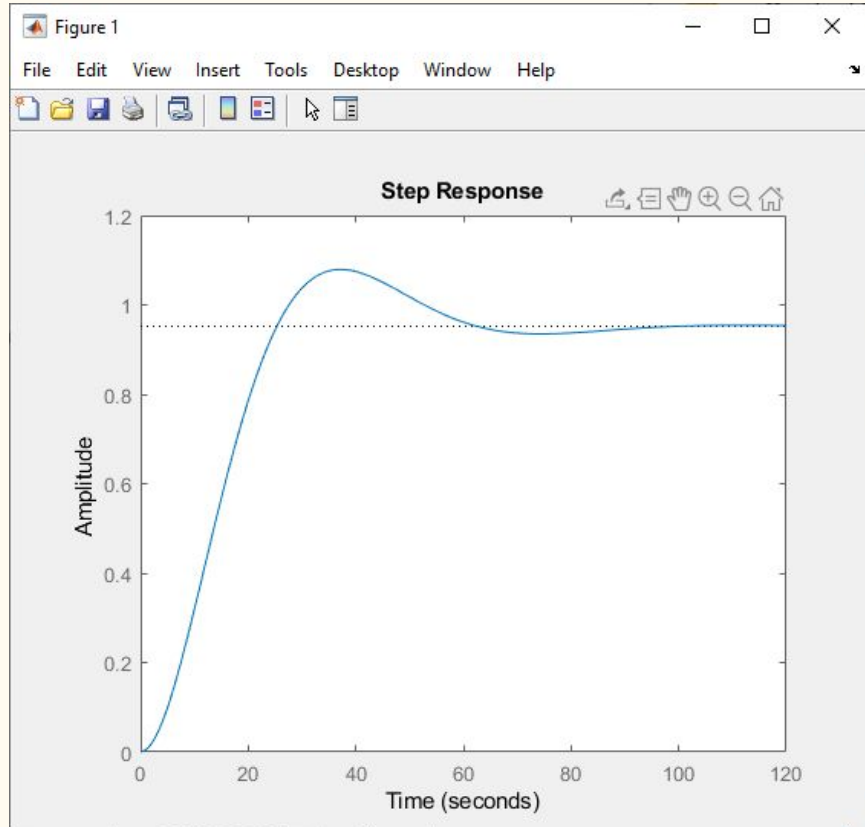 Figure 1
File Edit View Insert Tools Desktop Window Help
Step Response
1.2
1
0.8
0.6
0.4
0.2
0
Amplitude
0 20 40 60 80 100 120
Time (seconds)